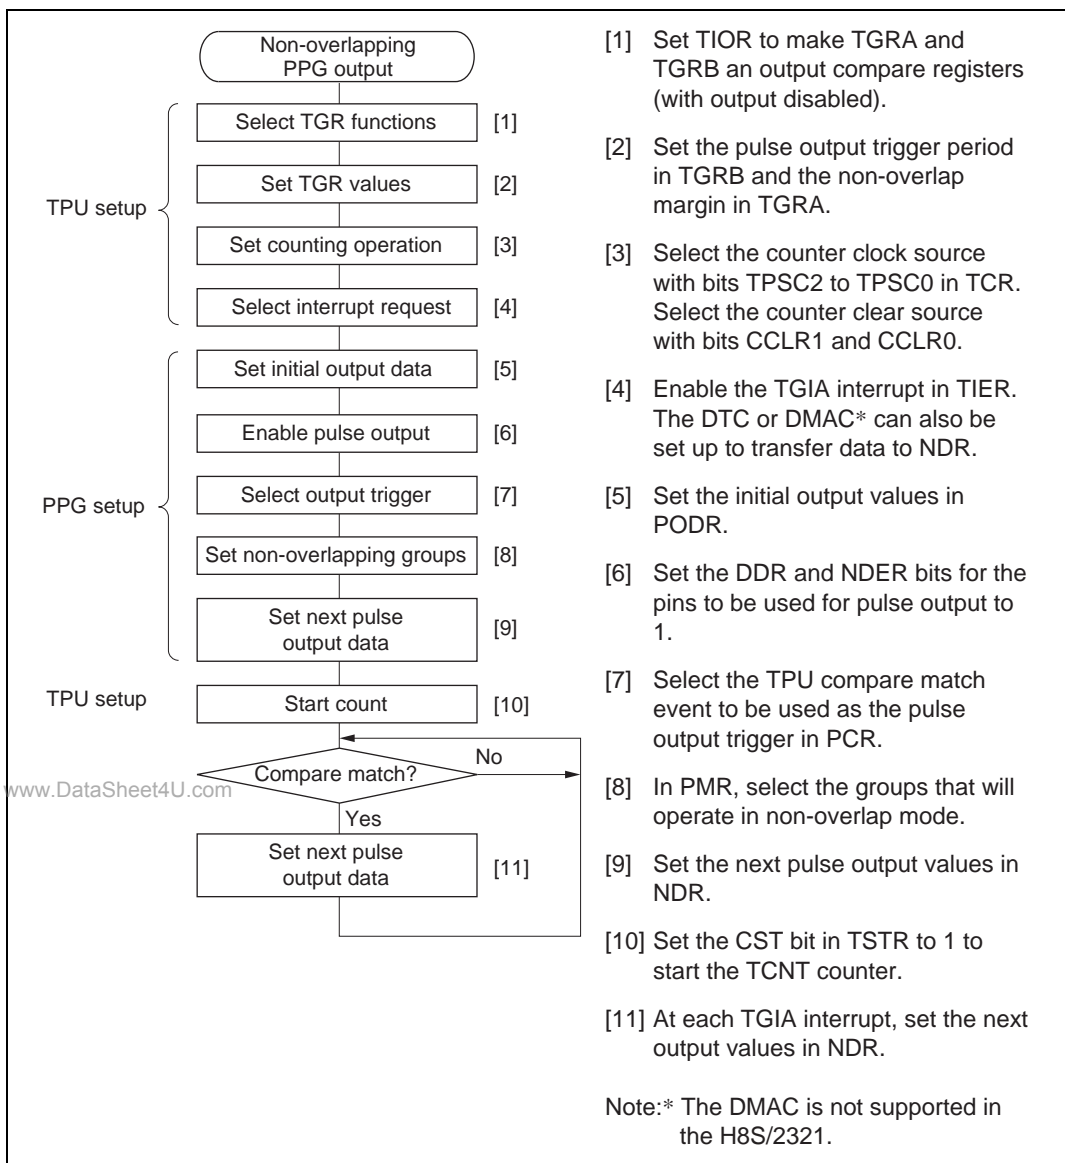 Non-overlapping
PPG output
Select TGR functions
[1]
Set TGR values
[2]
TPU setup
Set counting operation
[3]
Select interrupt request
[4]
Set initial output data
[5]
Enable pulse output
[6]
Select output trigger
[7]
PPG setup
Set non-overlapping groups
[8]
Set next pulse
output data
[9]
TPU setup
Start count
[10]
Compare match?
No
Yes
Set next pulse
output data
[11]
www.DataSheet4U.com
[1] Set TIOR to make TGRA and
TGRB an output compare registers
(with output disabled).
[2] Set the pulse output trigger period
in TGRB and the non-overlap
margin in TGRA.
[3] Select the counter clock source
with bits TPSC2 to TPSC0 in TCR.
Select the counter clear source
with bits CCLR1 and CCLR0.
[4] Enable the TGIA interrupt in TIER.
The DTC or DMAC* can also be
set up to transfer data to NDR.
[5] Set the initial output values in
PODR.
[6] Set the DDR and NDER bits for the
pins to be used for pulse output to
1.
[7] Select the TPU compare match
event to be used as the pulse
output trigger in PCR.
[8] In PMR, select the groups that will
operate in non-overlap mode.
[9] Set the next pulse output values in
NDR.
[10] Set the CST bit in TSTR to 1 to
start the TCNT counter.
[11] At each TGIA interrupt, set the next
output values in NDR.
Note:* The DMAC is not supported in
the H8S/2321.